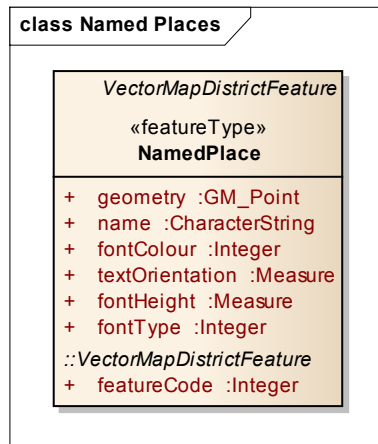 class Named Places
VectorMapDistrictFeature
«featureType»
NamedPlace
+ geometry :GM_Point
+ name :CharacterString
+ fontColour :Integer
+ textOrientation :Measure
+ fontHeight :Measure
+ fontType :Integer
::VectorMapDistrictFeature
+ featureCode :Integer